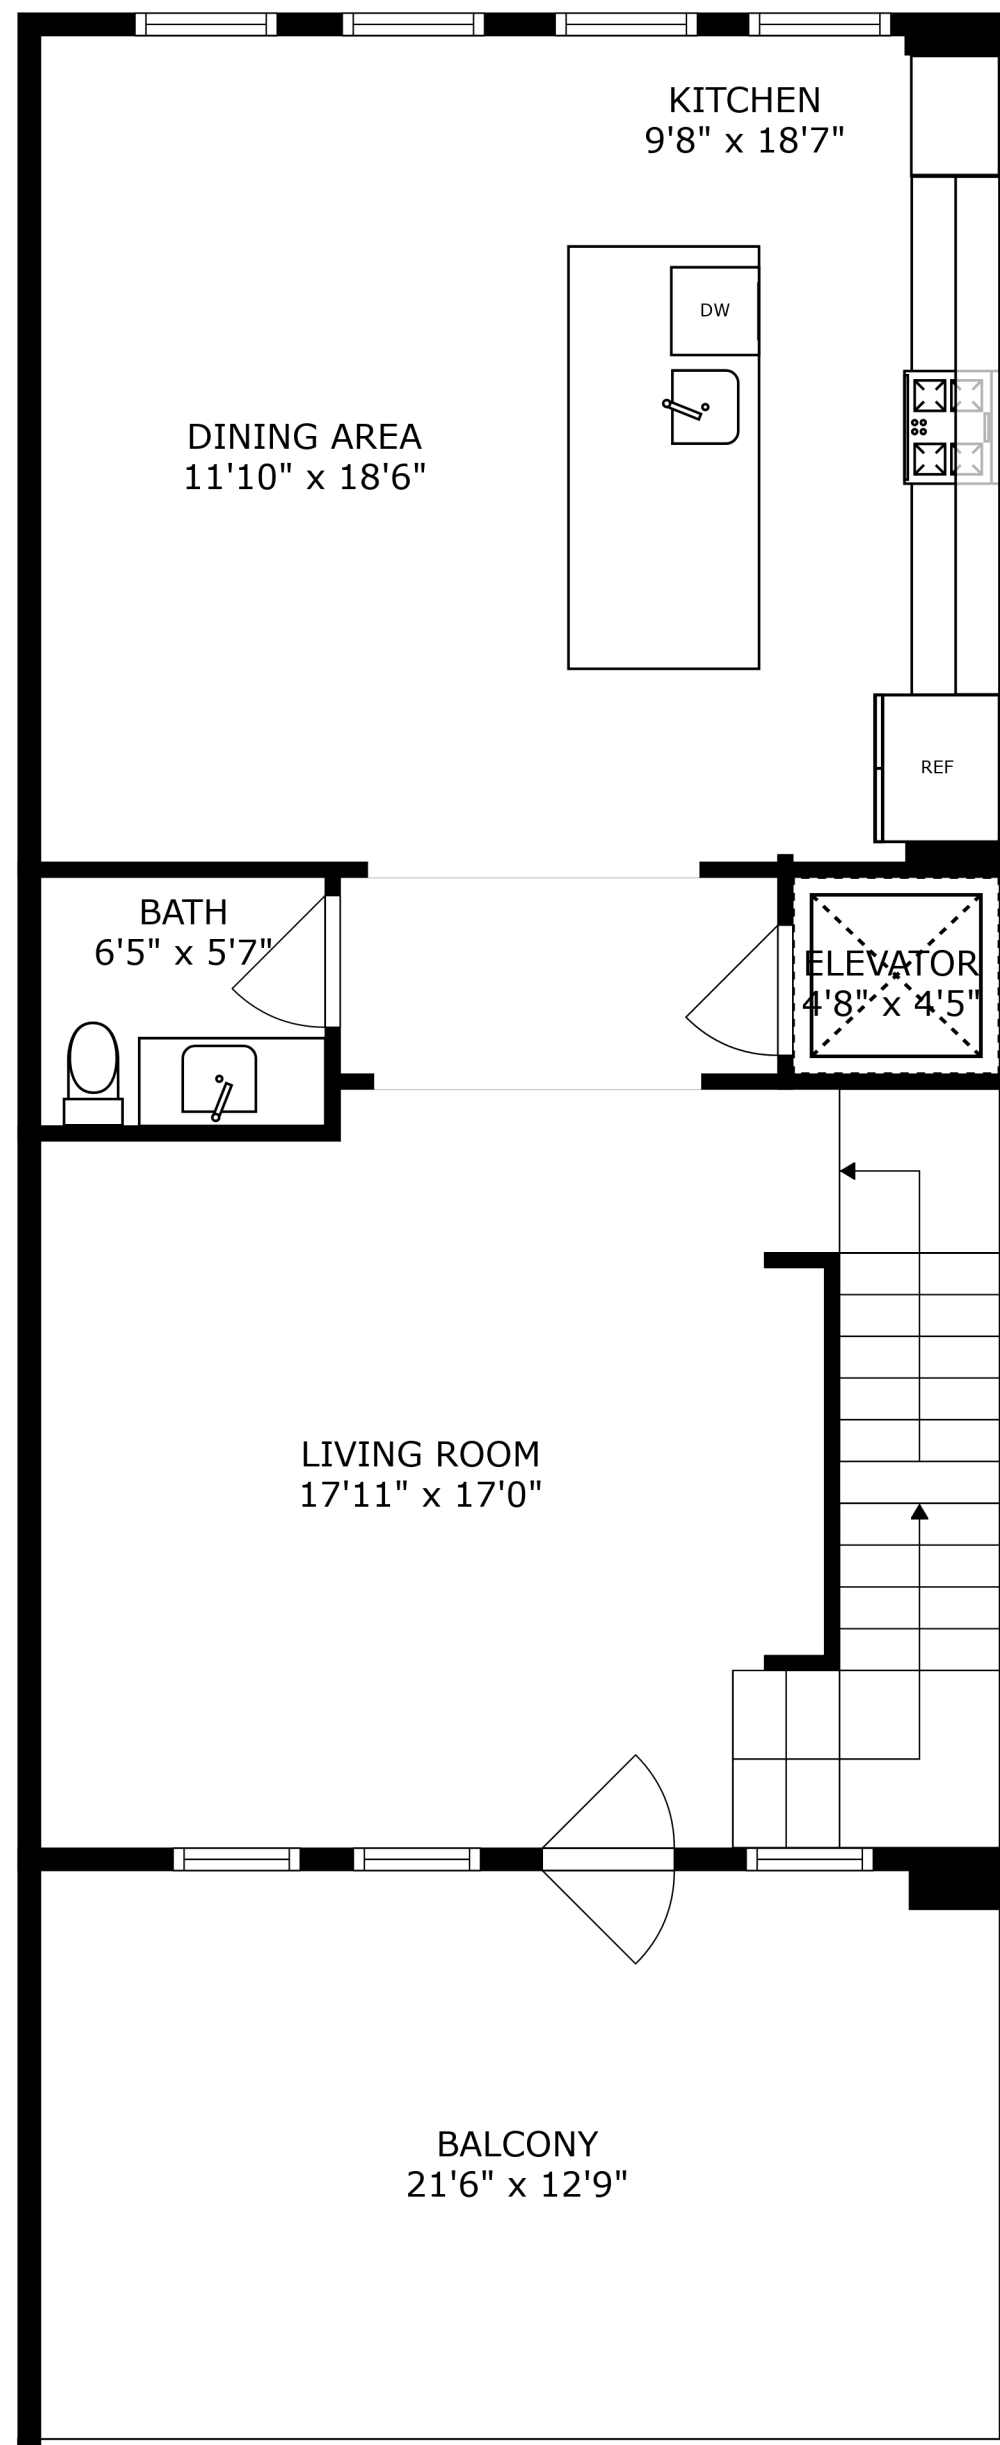 KITCHEN
9'8" x 18'7"
DW
DINING AREA
11'10" x 18'6"
REF
BATH
6'5" x 5'7"
ELEVATOR
4'8" x 4'5"
LIVING ROOM
17'11" x 17'0"
BALCONY
21'6" x 12'9"